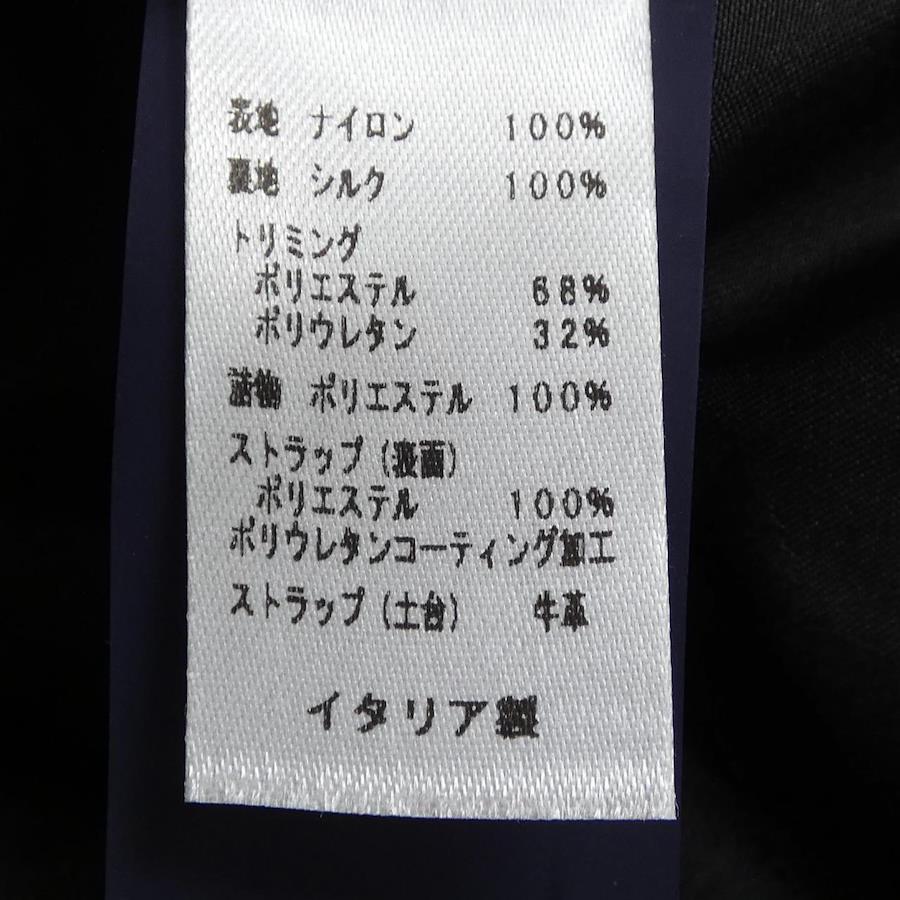 表地 ナイロン 100%
裏地 シルク 100%
トリミング
ポリエステル 68%
ポリウレタン 32%
詰物 ポリエステル 100%
ストラップ(表面)
ポリエステル 100%
ポリウレタンコーティング加工
ストラップ(土台) 牛革
イタリア製